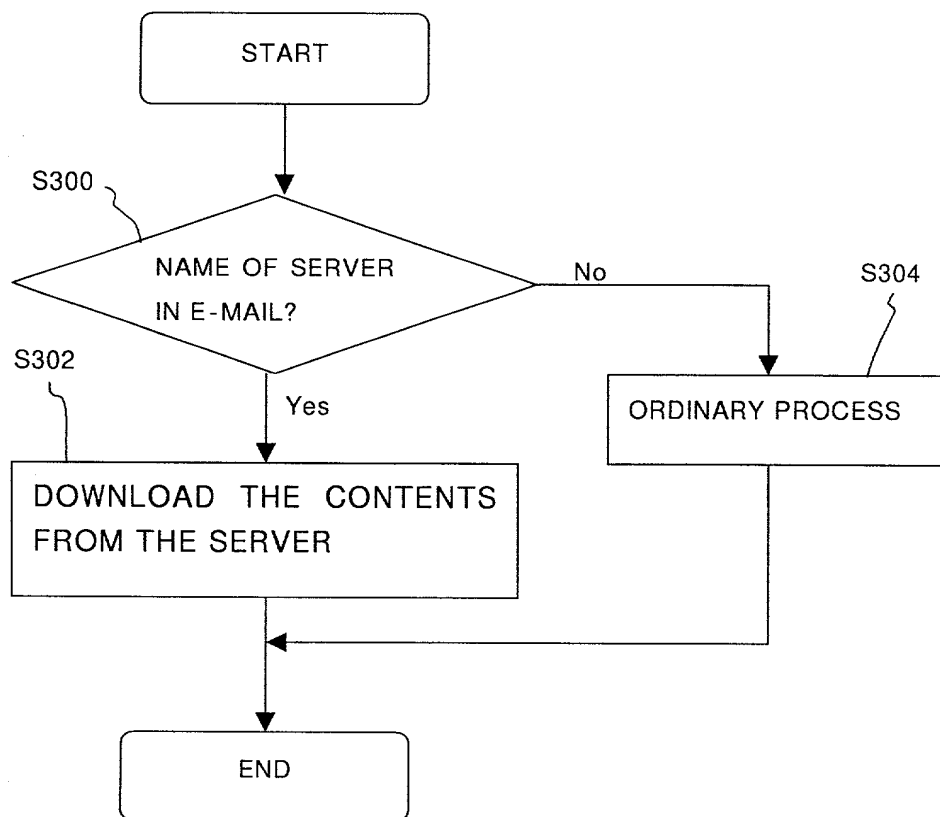 START
S300
NAME OF SERVER
IN E-MAIL?
No
S304
S302
Yes
ORDINARY PROCESS
DOWNLOAD THE CONTENTS
FROM THE SERVER
END